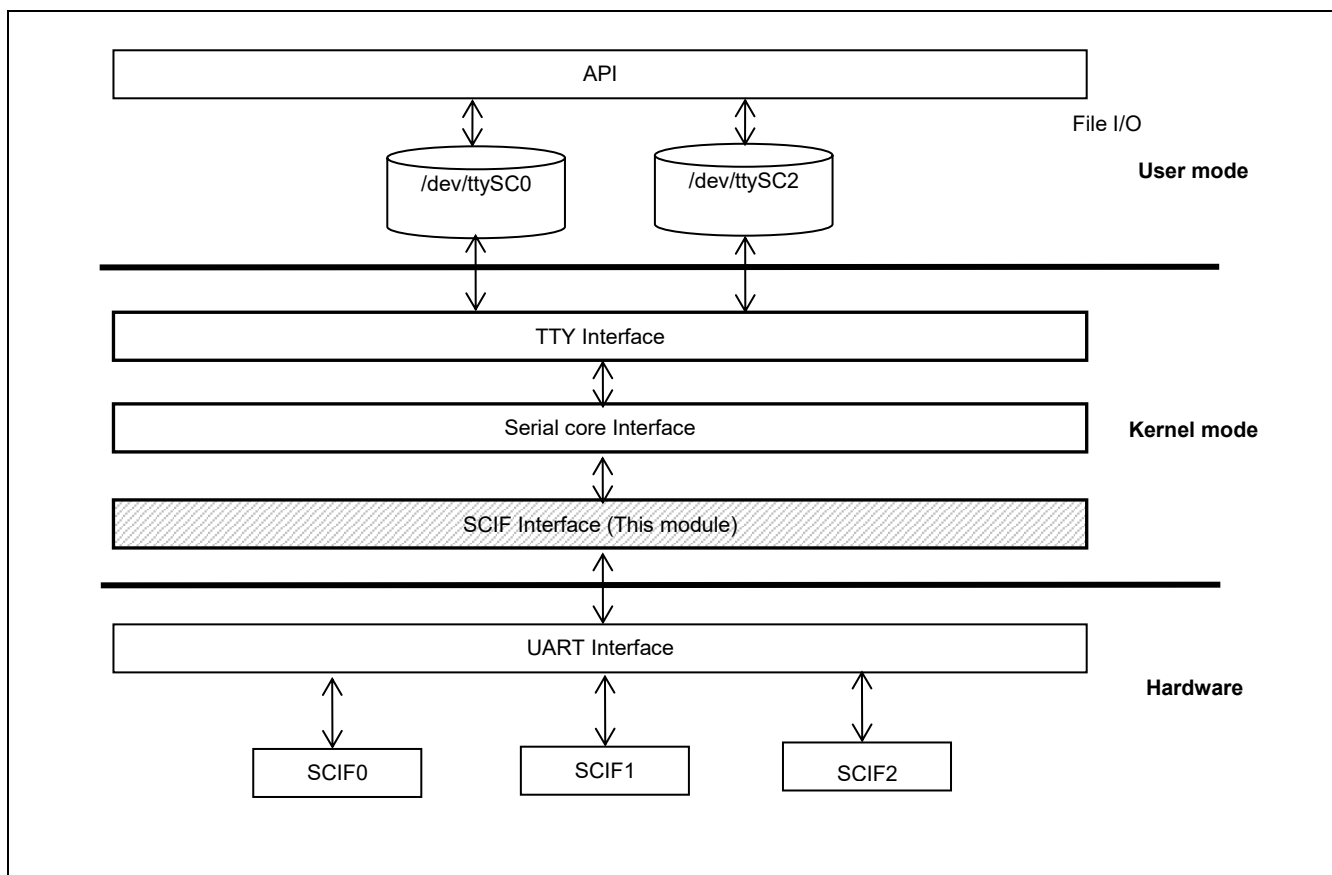 API
File I/O
/dev/ttySC0
/dev/ttySC2
User mode
TTY Interface
Serial core Interface
Kernel mode
SCIF Interface (This module)
UART Interface
Hardware
SCIF0
SCIF1
SCIF2